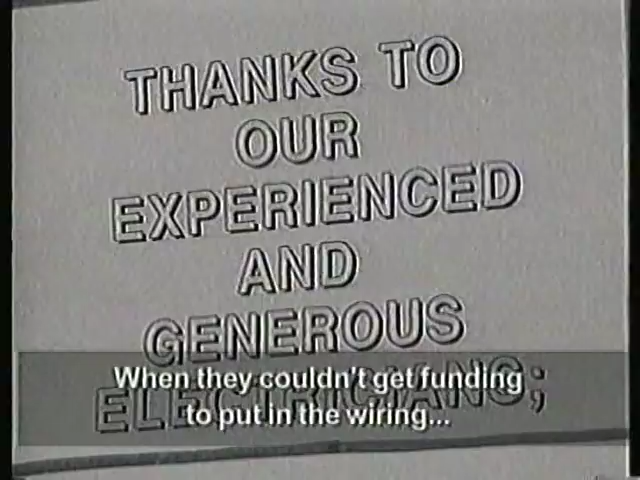 THANKS TO
OUR
EXPERIENCED
AND
GENEROUS
ELECTRICIANS;
When they couldn't get funding
to put in the wiring...